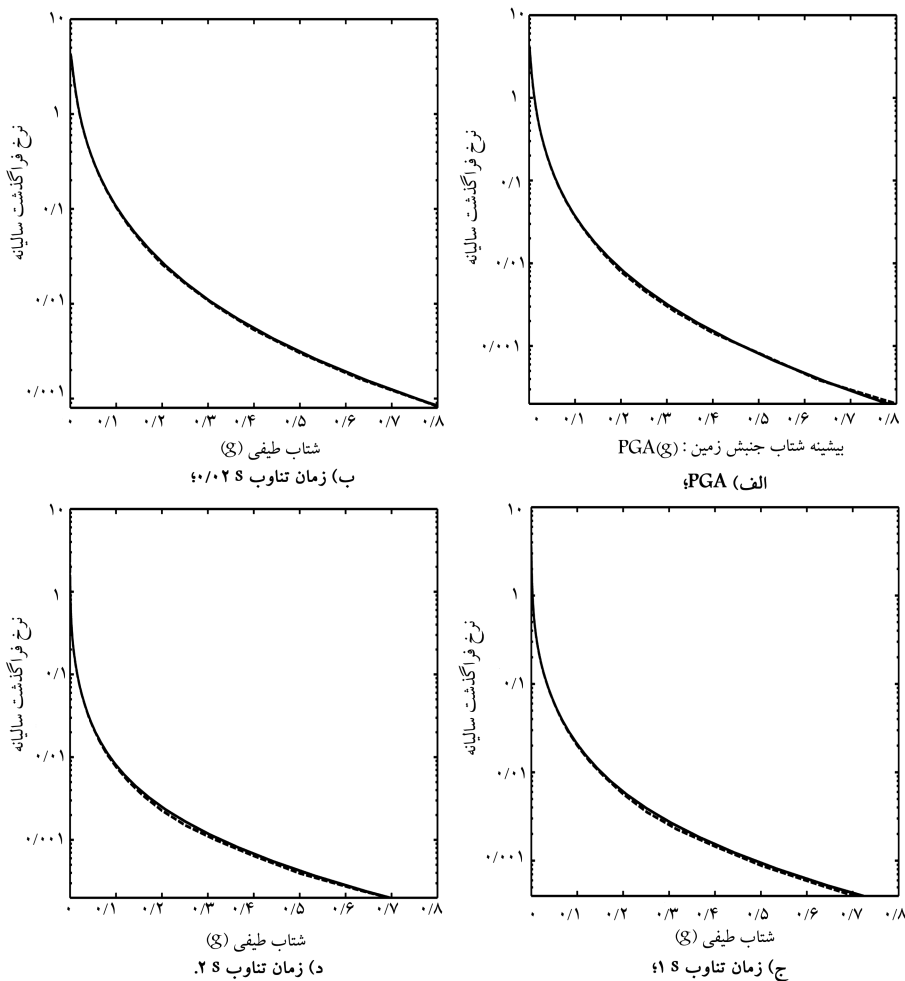 ۱۰
۱
۰/۱
۰/۰۱
۰/۰۰۱
نرخ فراگذشت سالیانه
۰ ۰/۱ ۰/۲ ۰/۳ ۰/۴ ۰/۵ ۰/۶ ۰/۷ ۰/۸
بیشینه شتاب جنبش زمین : PGA(g)
الف) PGA؛
۱۰
۱
۰/۱
۰/۰۱
۰/۰۰۱
نرخ فراگذشت سالیانه
۰ ۰/۱ ۰/۲ ۰/۳ ۰/۴ ۰/۵ ۰/۶ ۰/۷ ۰/۸
شتاب طیفی (g)
ب) زمان تناوب ۰/۰۲ s؛
۱۰
۱
۰/۱
۰/۰۱
۰/۰۰۱
نرخ فراگذشت سالیانه
۰ ۰/۱ ۰/۲ ۰/۳ ۰/۴ ۰/۵ ۰/۶ ۰/۷ ۰/۸
شتاب طیفی (g)
ج) زمان تناوب ۱ s؛
۱۰
۱
۰/۱
۰/۰۱
۰/۰۰۱
نرخ فراگذشت سالیانه
۰ ۰/۱ ۰/۲ ۰/۳ ۰/۴ ۰/۵ ۰/۶ ۰/۷ ۰/۸
شتاب طیفی (g)
د) زمان تناوب ۲ s.